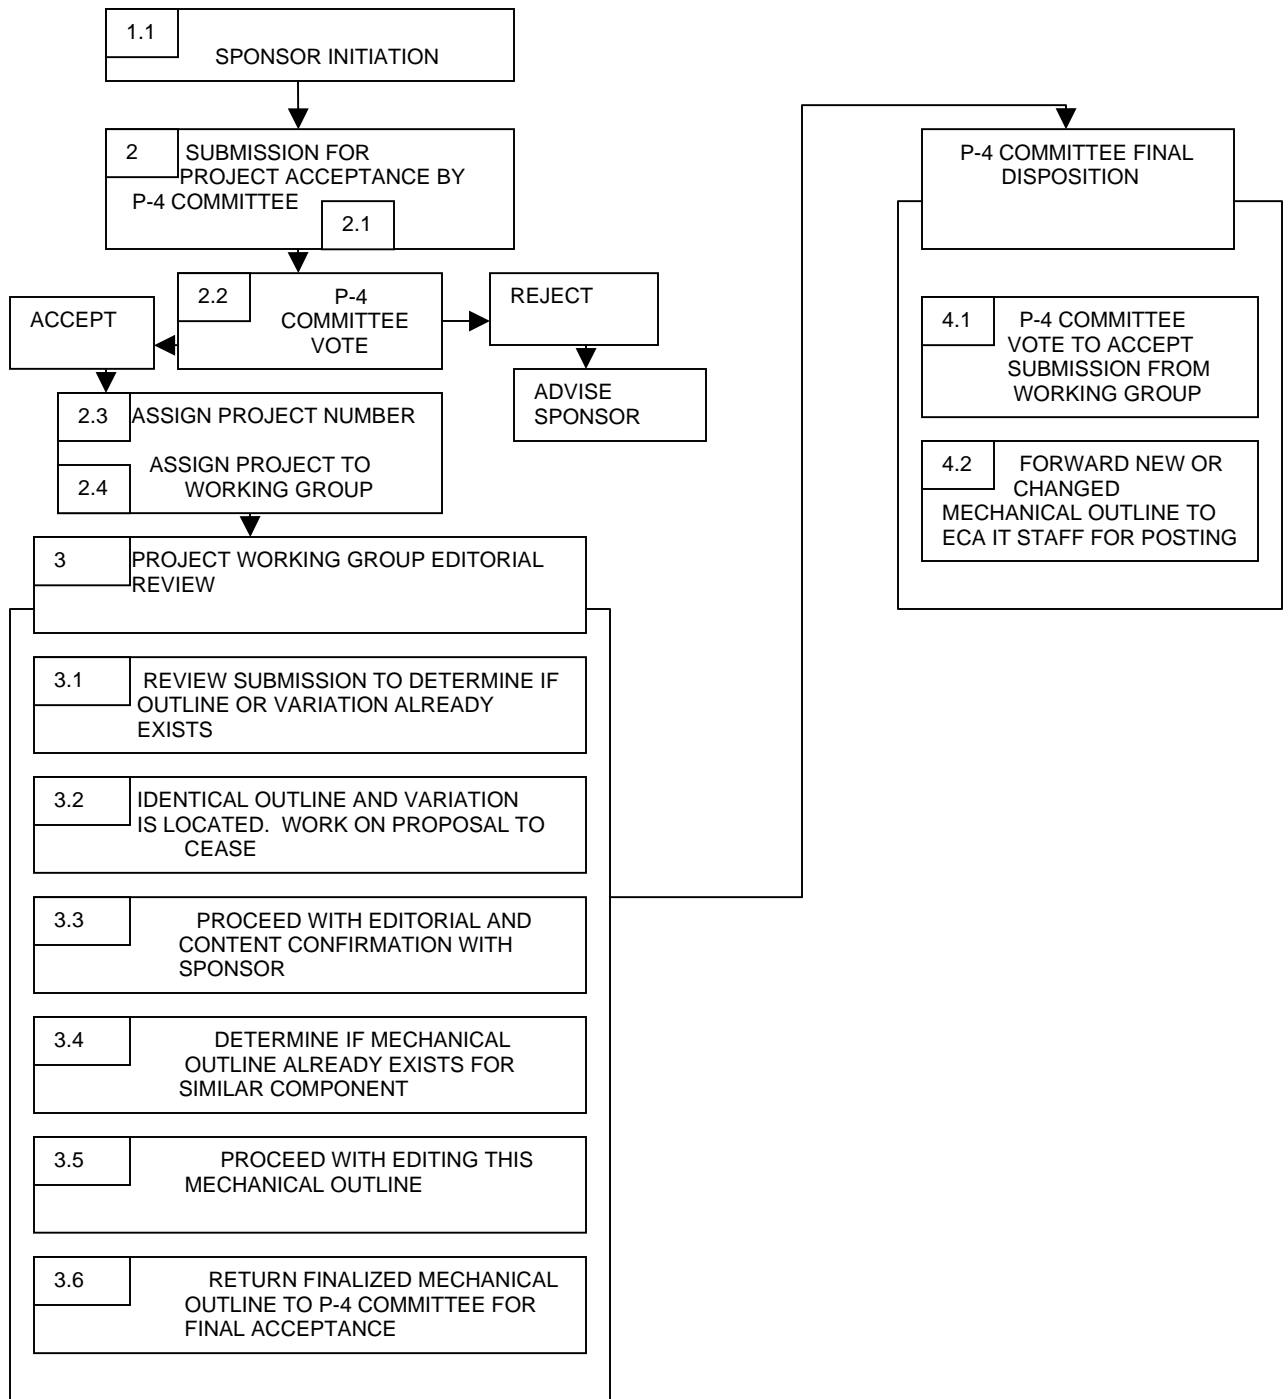 1.1
SPONSOR INITIATION
2 SUBMISSION FOR
PROJECT ACCEPTANCE BY
P-4 COMMITTEE
2.1
2.2 P-4
COMMITTEE
VOTE
REJECT
ACCEPT
ADVISE
SPONSOR
2.3 ASSIGN PROJECT NUMBER
ASSIGN PROJECT TO
2.4 WORKING GROUP
3 PROJECT WORKING GROUP EDITORIAL
REVIEW
3.1 REVIEW SUBMISSION TO DETERMINE IF
OUTLINE OR VARIATION ALREADY
EXISTS
3.2 IDENTICAL OUTLINE AND VARIATION
IS LOCATED. WORK ON PROPOSAL TO
CEASE
3.3 PROCEED WITH EDITORIAL AND
CONTENT CONFIRMATION WITH
SPONSOR
3.4 DETERMINE IF MECHANICAL
OUTLINE ALREADY EXISTS FOR
SIMILAR COMPONENT
3.5 PROCEED WITH EDITING THIS
MECHANICAL OUTLINE
3.6 RETURN FINALIZED MECHANICAL
OUTLINE TO P-4 COMMITTEE FOR
FINAL ACCEPTANCE
P-4 COMMITTEE FINAL
DISPOSITION
4.1 P-4 COMMITTEE
VOTE TO ACCEPT
SUBMISSION FROM
WORKING GROUP
4.2 FORWARD NEW OR
CHANGED
MECHANICAL OUTLINE TO
ECA IT STAFF FOR POSTING